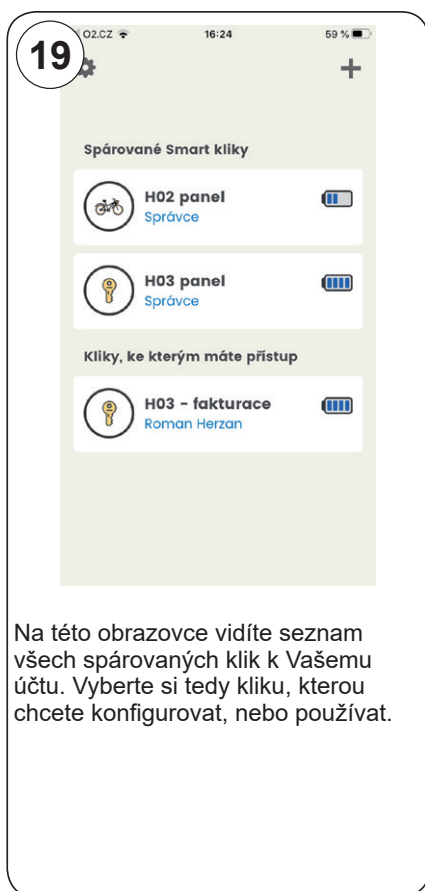 19
O2.CZ 16:24 59 %
Spárované Smart kliky
H02 panel
Správce
H03 panel
Správce
Kliky, ke kterým máte přístup
H03 - fakturace
Roman Herzan
Na této obrazovce vidíte seznam
všech spárovaných klik k Vašemu
účtu. Vyberte si tedy kliku, kterou
chcete konfigurovat, nebo používat.